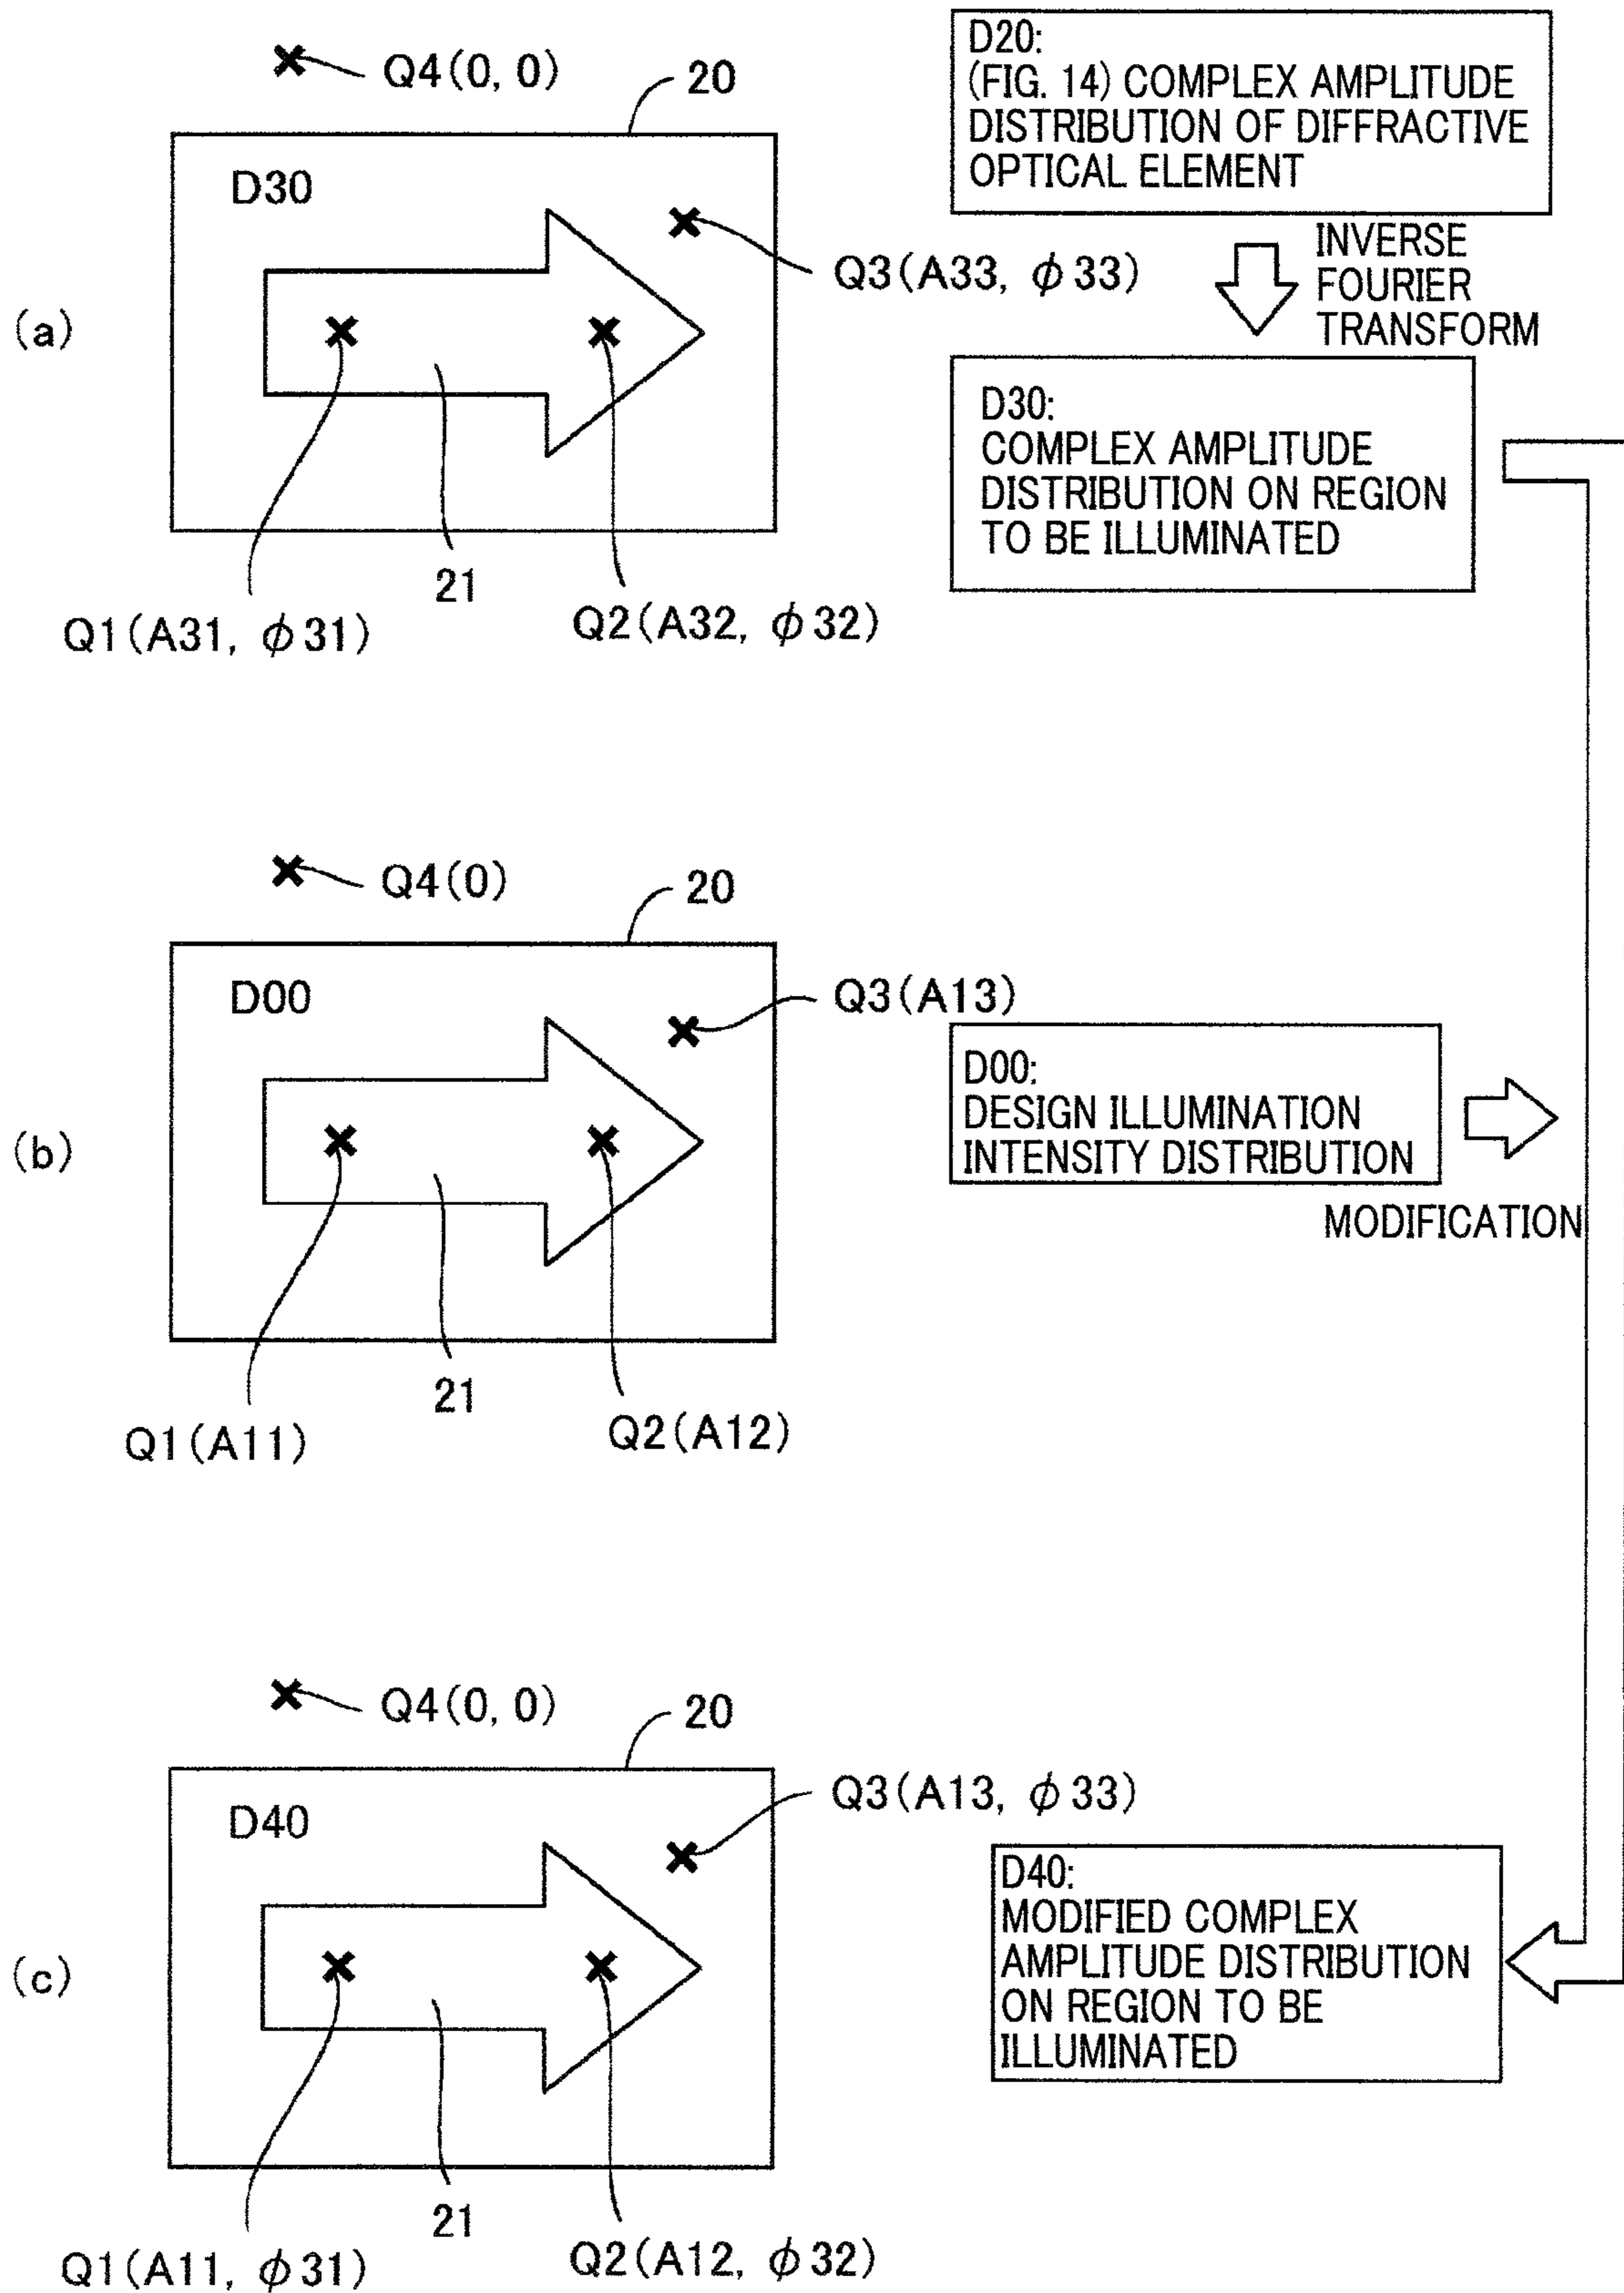 Q4(0, 0)
20
D30
Q3(A33, φ33)
(a)
21
Q1(A31, φ31)
Q2(A32, φ32)
D20:
(FIG. 14) COMPLEX AMPLITUDE
DISTRIBUTION OF DIFFRACTIVE
OPTICAL ELEMENT
INVERSE
FOURIER
TRANSFORM
D30:
COMPLEX AMPLITUDE
DISTRIBUTION ON REGION
TO BE ILLUMINATED
Q4(0)
20
D00
Q3(A13)
(b)
21
Q1(A11)
Q2(A12)
D00:
DESIGN ILLUMINATION
INTENSITY DISTRIBUTION
MODIFICATION
Q4(0, 0)
20
D40
Q3(A13, φ33)
(c)
21
Q1(A11, φ31)
Q2(A12, φ32)
D40:
MODIFIED COMPLEX
AMPLITUDE DISTRIBUTION
ON REGION TO BE
ILLUMINATED